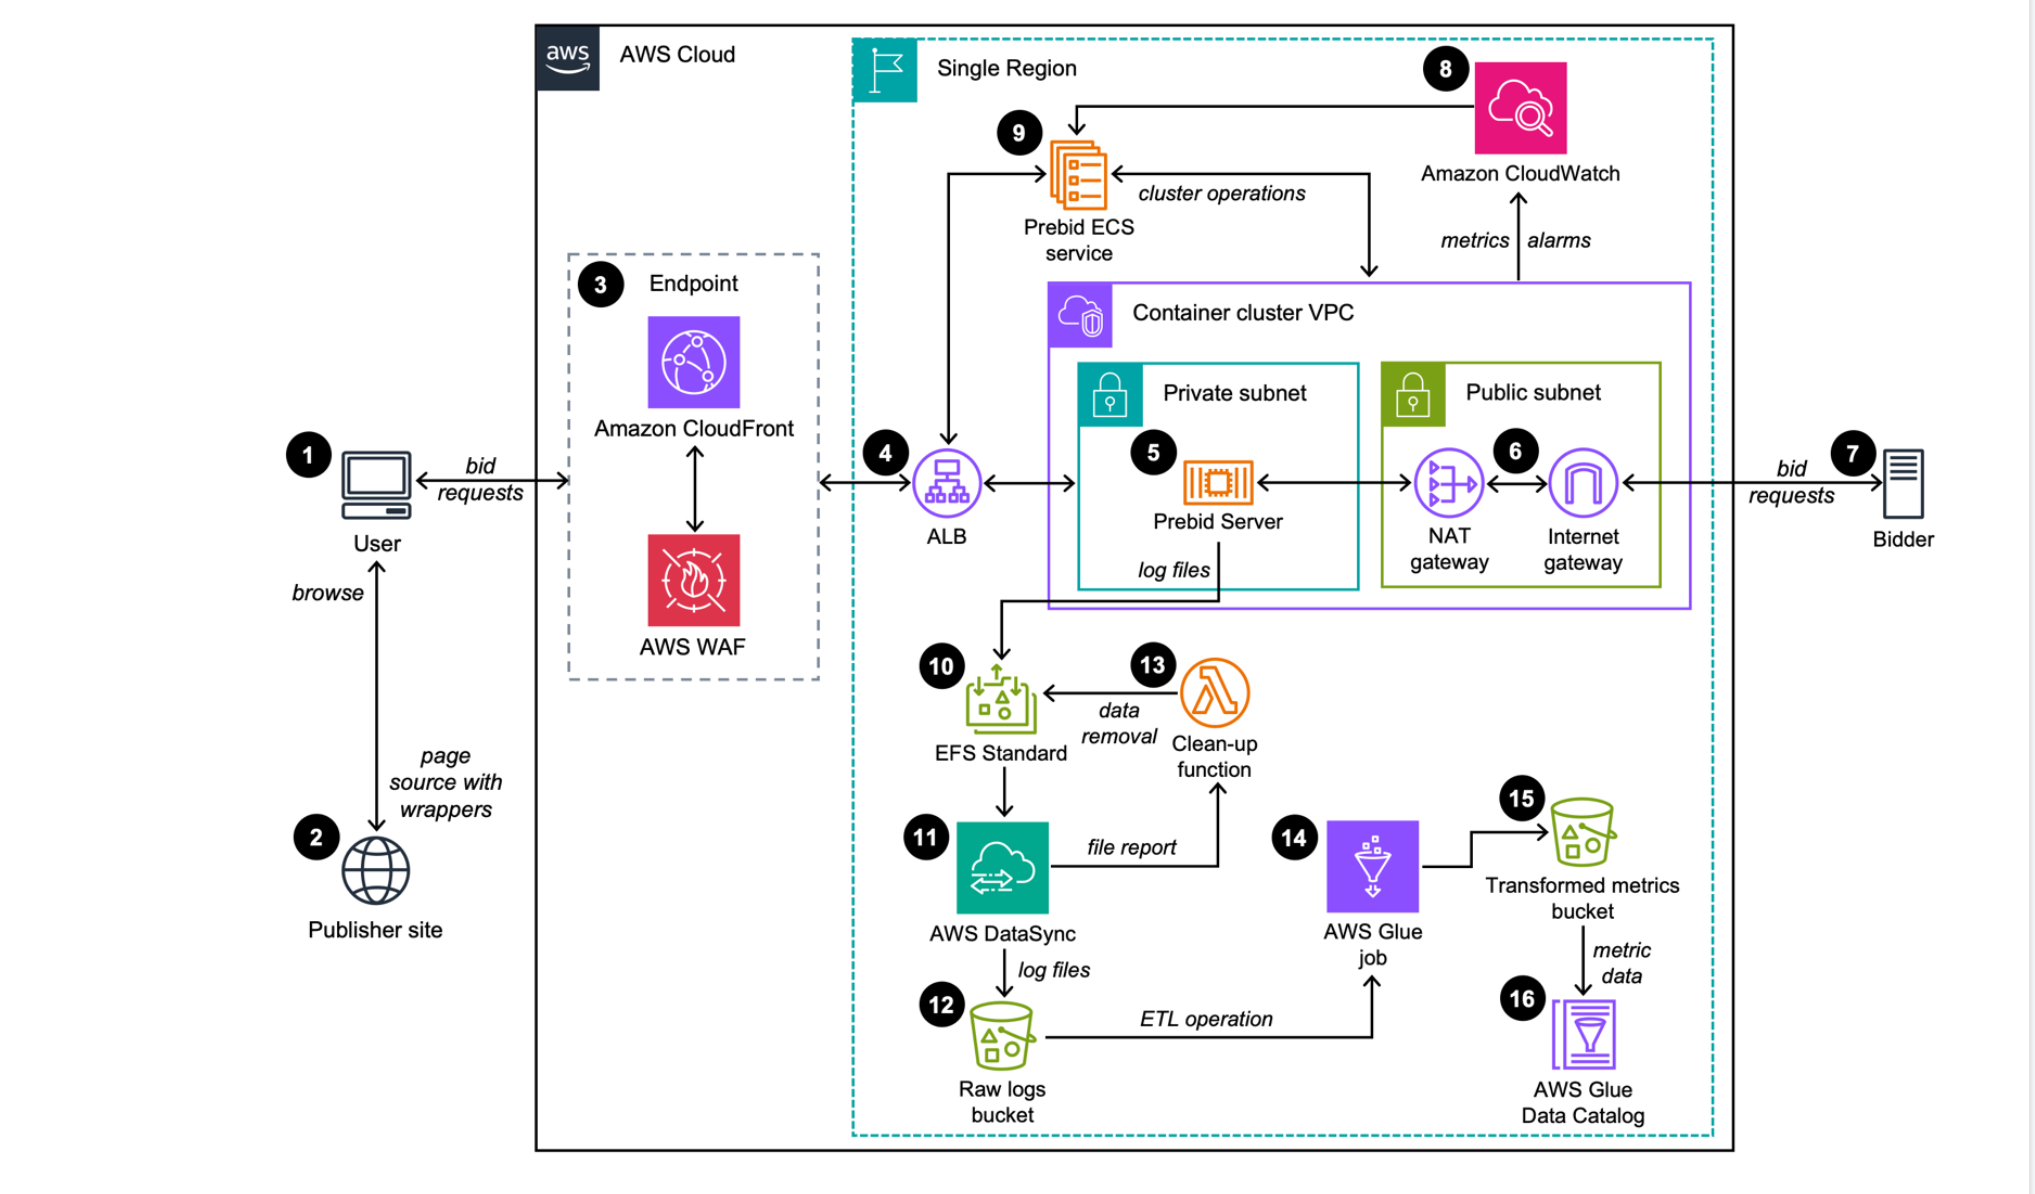 aws
AWS Cloud
Single Region
8
Amazon CloudWatch
9
Prebid ECS
service
cluster operations
metrics
alarms
3
Endpoint
Amazon CloudFront
AWS WAF
Container cluster VPC
Private subnet
Public subnet
1
User
bid
requests
4
ALB
5
Prebid Server
6
NAT
gateway
Internet
gateway
bid
requests
7
Bidder
browse
page
source with
wrappers
2
Publisher site
log files
10
EFS Standard
13
data
removal
Clean-up
function
11
AWS DataSync
file report
14
AWS Glue
job
15
Transformed metrics
bucket
log files
12
Raw logs
bucket
ETL operation
metric
data
16
AWS Glue
Data Catalog